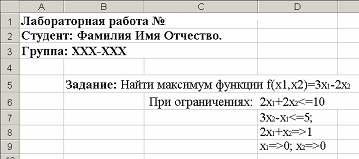 A B C D
1 Лабораторная работа №
2 Студент: Фамилия Имя Отчество.
3 Группа: XXX-XXX
4
5 Задание: Найти максимум функции f(x1,x2)=3x₁-2x₂
6 При ограничениях: 2x₁+2x₂<=10
7 3x₂-x₁<=5;
8 2x₁+x₂=>1
9 x₁=>0; x₂=>0